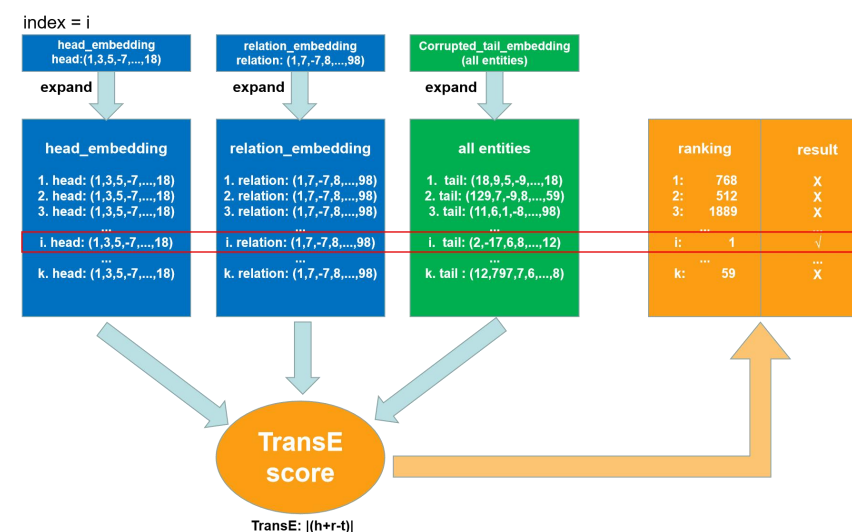 index = i
head_embedding
head:(1,3,5,-7,...,18)
relation_embedding
relation: (1,7,-7,8,...,98)
Corrupted_tail_embedding
(all entities)
expand
expand
expand
head_embedding
1. head: (1,3,5,-7,...,18)
2. head: (1,3,5,-7,...,18)
3. head: (1,3,5,-7,...,18)
...
i. head: (1,3,5,-7,...,18)
...
k. head: (1,3,5,-7,...,18)
relation_embedding
1. relation: (1,7,-7,8,...,98)
2. relation: (1,7,-7,8,...,98)
3. relation: (1,7,-7,8,...,98)
...
i. relation: (1,7,-7,8,...,98)
...
k. relation: (1,7,-7,8,...,98)
all entities
1. tail: (18,9,5,-9,...,18)
2. tail: (129,7,-9,8,...,59)
3. tail: (11,6,1,-8,...,98)
...
i. tail: (2,-17,6,8,...,12)
...
k. tail : (12,797,7,6,...,8)
ranking result
1: 768 X
2: 512 X
3: 1889 X
... ...
i: 1 √
... ...
k: 59 X
TransE
score
TransE: |(h+r-t)|